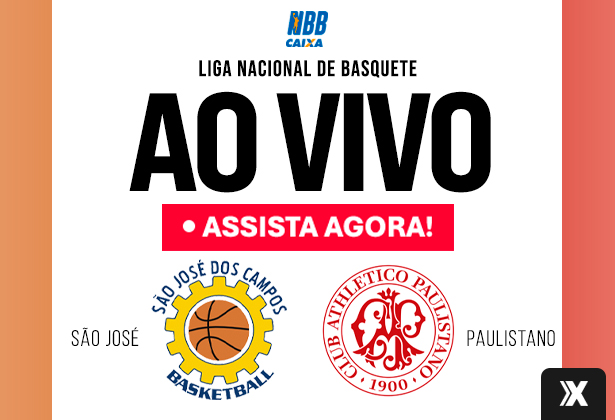 NBB
CAIXA
LIGA NACIONAL DE BASQUETE
AO VIVO
• ASSISTA AGORA!
SÃO JOSÉ
SÃO JOSÉ DOS CAMPOS
BASKETBALL
CLUB ATHLETICO PAULISTANO
• 1900 •
PAULISTANO
X